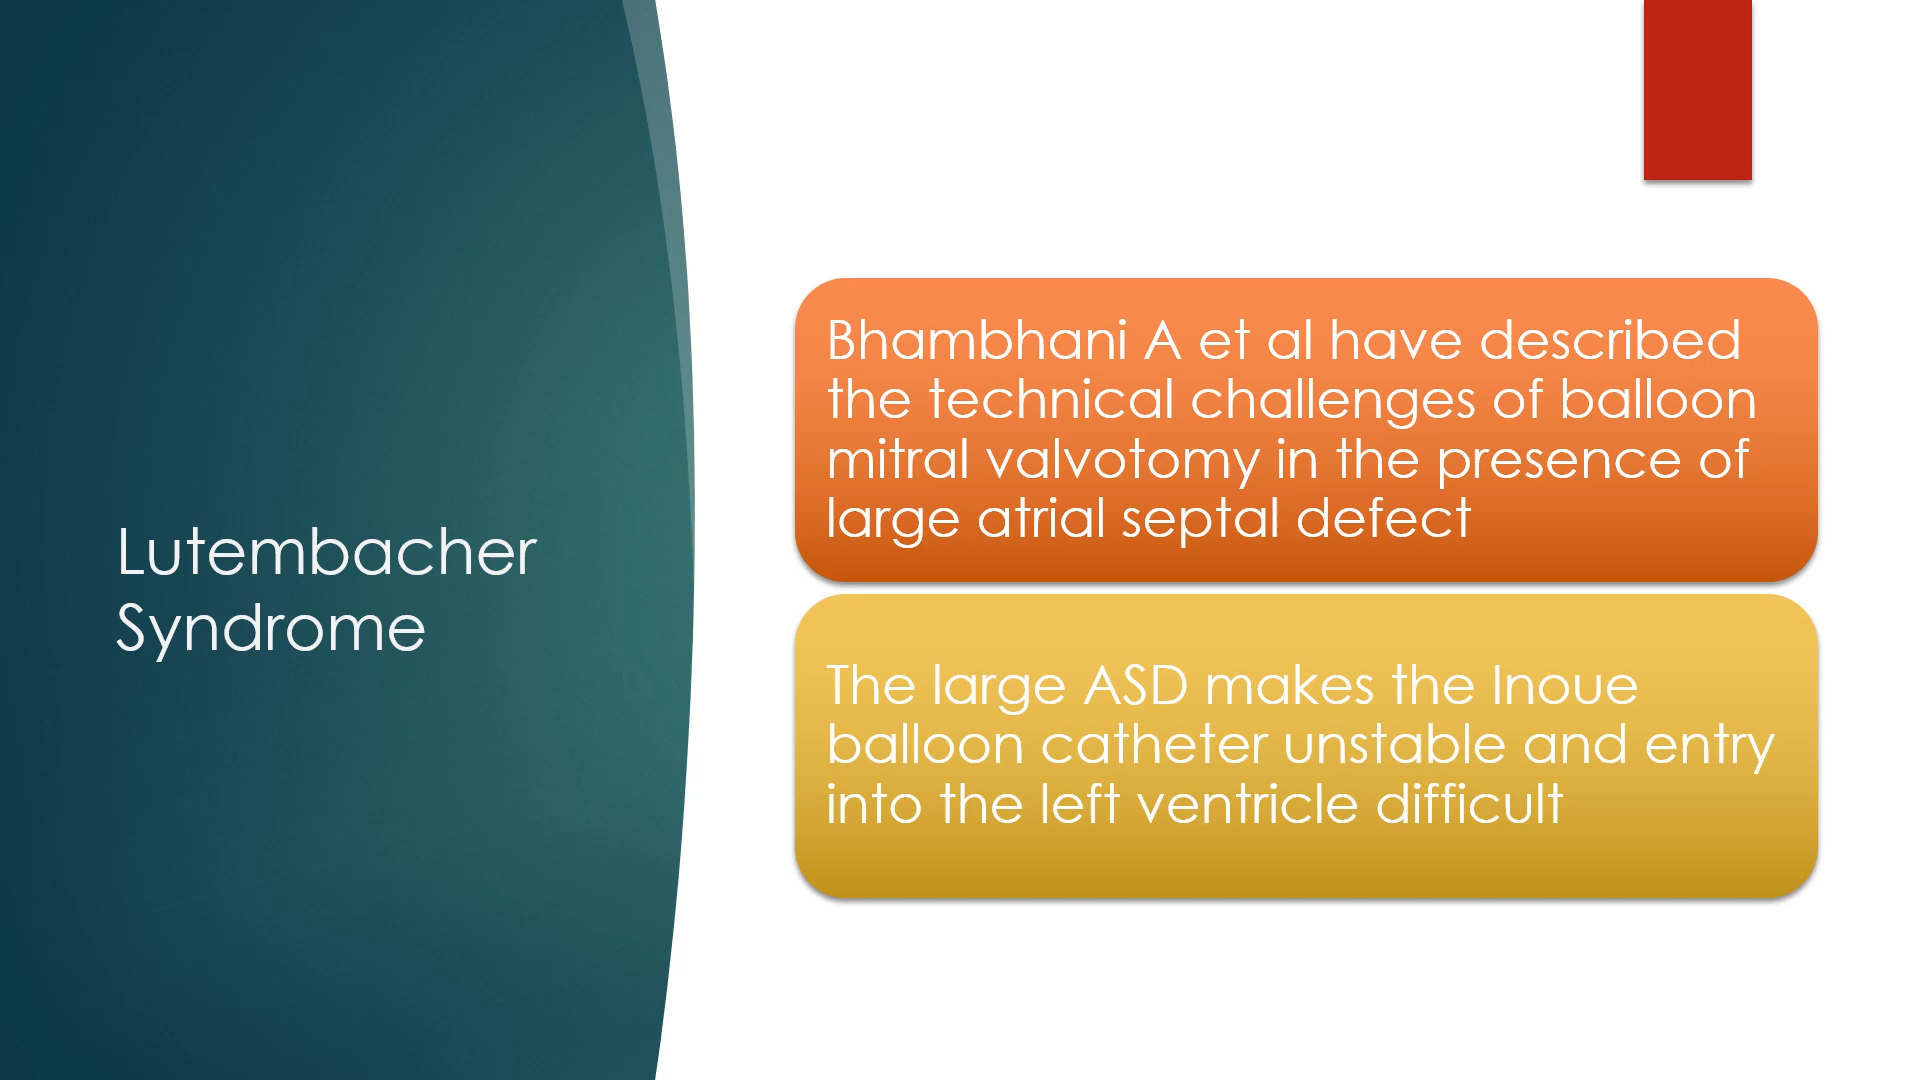 Lutembacher
Syndrome
Bhambhani A et al have described
the technical challenges of balloon
mitral valvotomy in the presence of
large atrial septal defect
The large ASD makes the Inoue
balloon catheter unstable and entry
into the left ventricle difficult